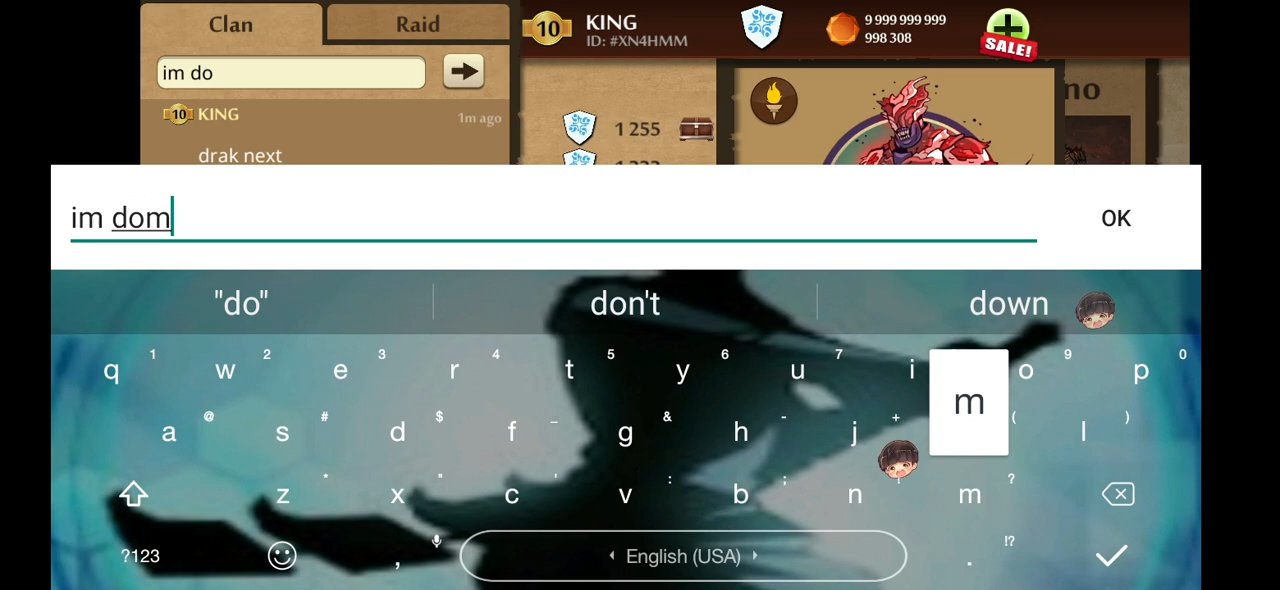 Clan
Raid
10
KING
ID: #XN4HMM
9 999 999 999
998 308
SALE!
im do
10 KING
1m ago
drak next
1 255
no
im dom
OK
"do"
don't
down
1 2 3 4 5 6 7 9 0
q w e r t y u i o p
@ # $ _ & - + ( )
a s d f g h j m l
* " ' : ; ! ?
z x c v b n m
?123
,
English (USA)
!?
.